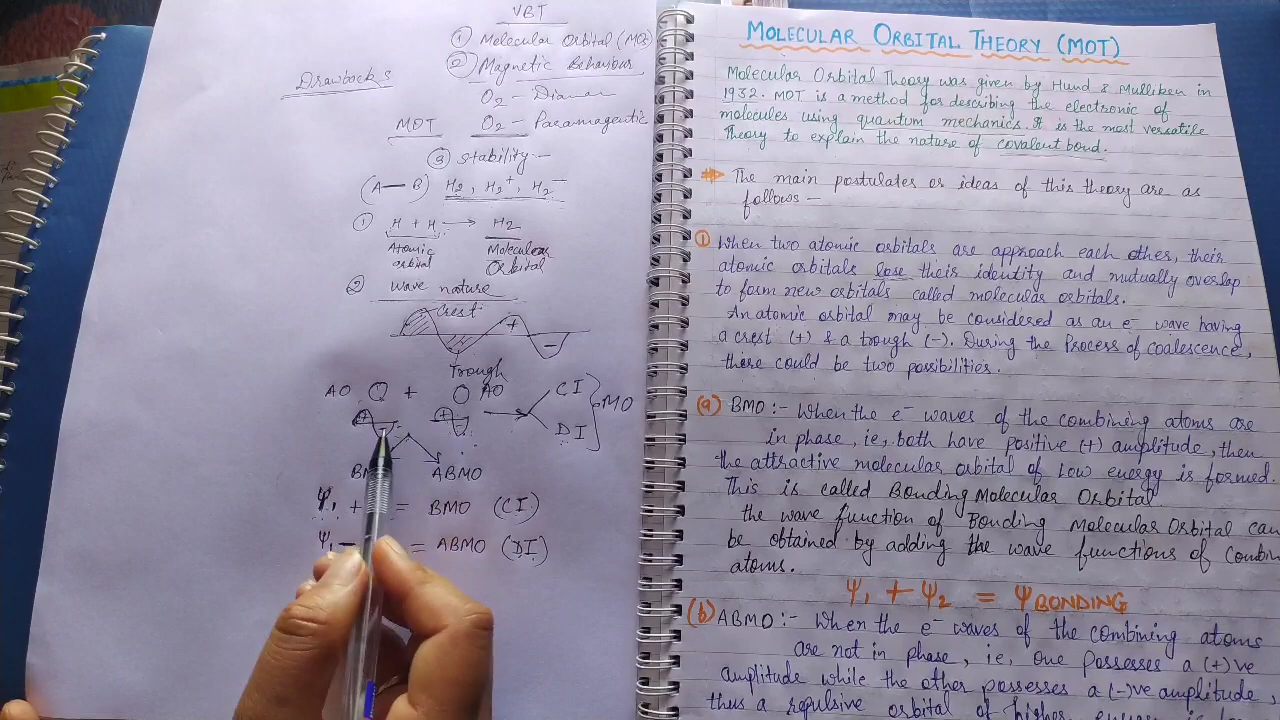 VBT
① Molecular Orbital (MO)
② Magnetic Behaviour
Drawbacks
O2 - Diamag
MOT O2 - Paramagentic
③ Stability -
(A-B) H2, H2+, H2-
① H + H → H2
Atomic Molecular
orbital Orbital
② wave nature
Crest
+
-
Trough
AO + AO CI
DI
MO
+ - +
ABMO
Ψ1 + = BMO (CI)
Ψ1 - = ABMO (DI)
MOLECULAR ORBITAL THEORY (MOT)
Molecular Orbital Theory was given by Hund & Mulliken in
1932. MOT is a method for describing the electronic of
molecules using quantum mechanics. It is the most versatile
Theory to explain the nature of covalent bond.
The main postulates or ideas of this theory are as
follows -
① When two atomic orbitals are approach each other, their
atomic orbitals lose their identity and mutually overlap
to form new orbitals called molecular orbitals.
An atomic orbital may be considered as an e- wave having
a crest (+) & a trough (-). During the Process of coalescence,
there could be two possibilities.
(a) BMO :- When the e- waves of the combining atoms are
in phase, ie, both have positive (+) amplitude, then
the attractive molecular orbital of Low energy is formed.
This is called Bonding Molecular Orbital.
the wave function of Bonding Molecular Orbital can
be obtained by adding the wave functions of Combin
atoms.
Ψ1 + Ψ2 = Ψ BONDING
(b) ABMO :- When the e- waves of the combining atoms
are not in phase, ie. one possesses a (+)ve
amplitude while the other possesses a (-)ve amplitude,
thus a repulsive orbital of higher